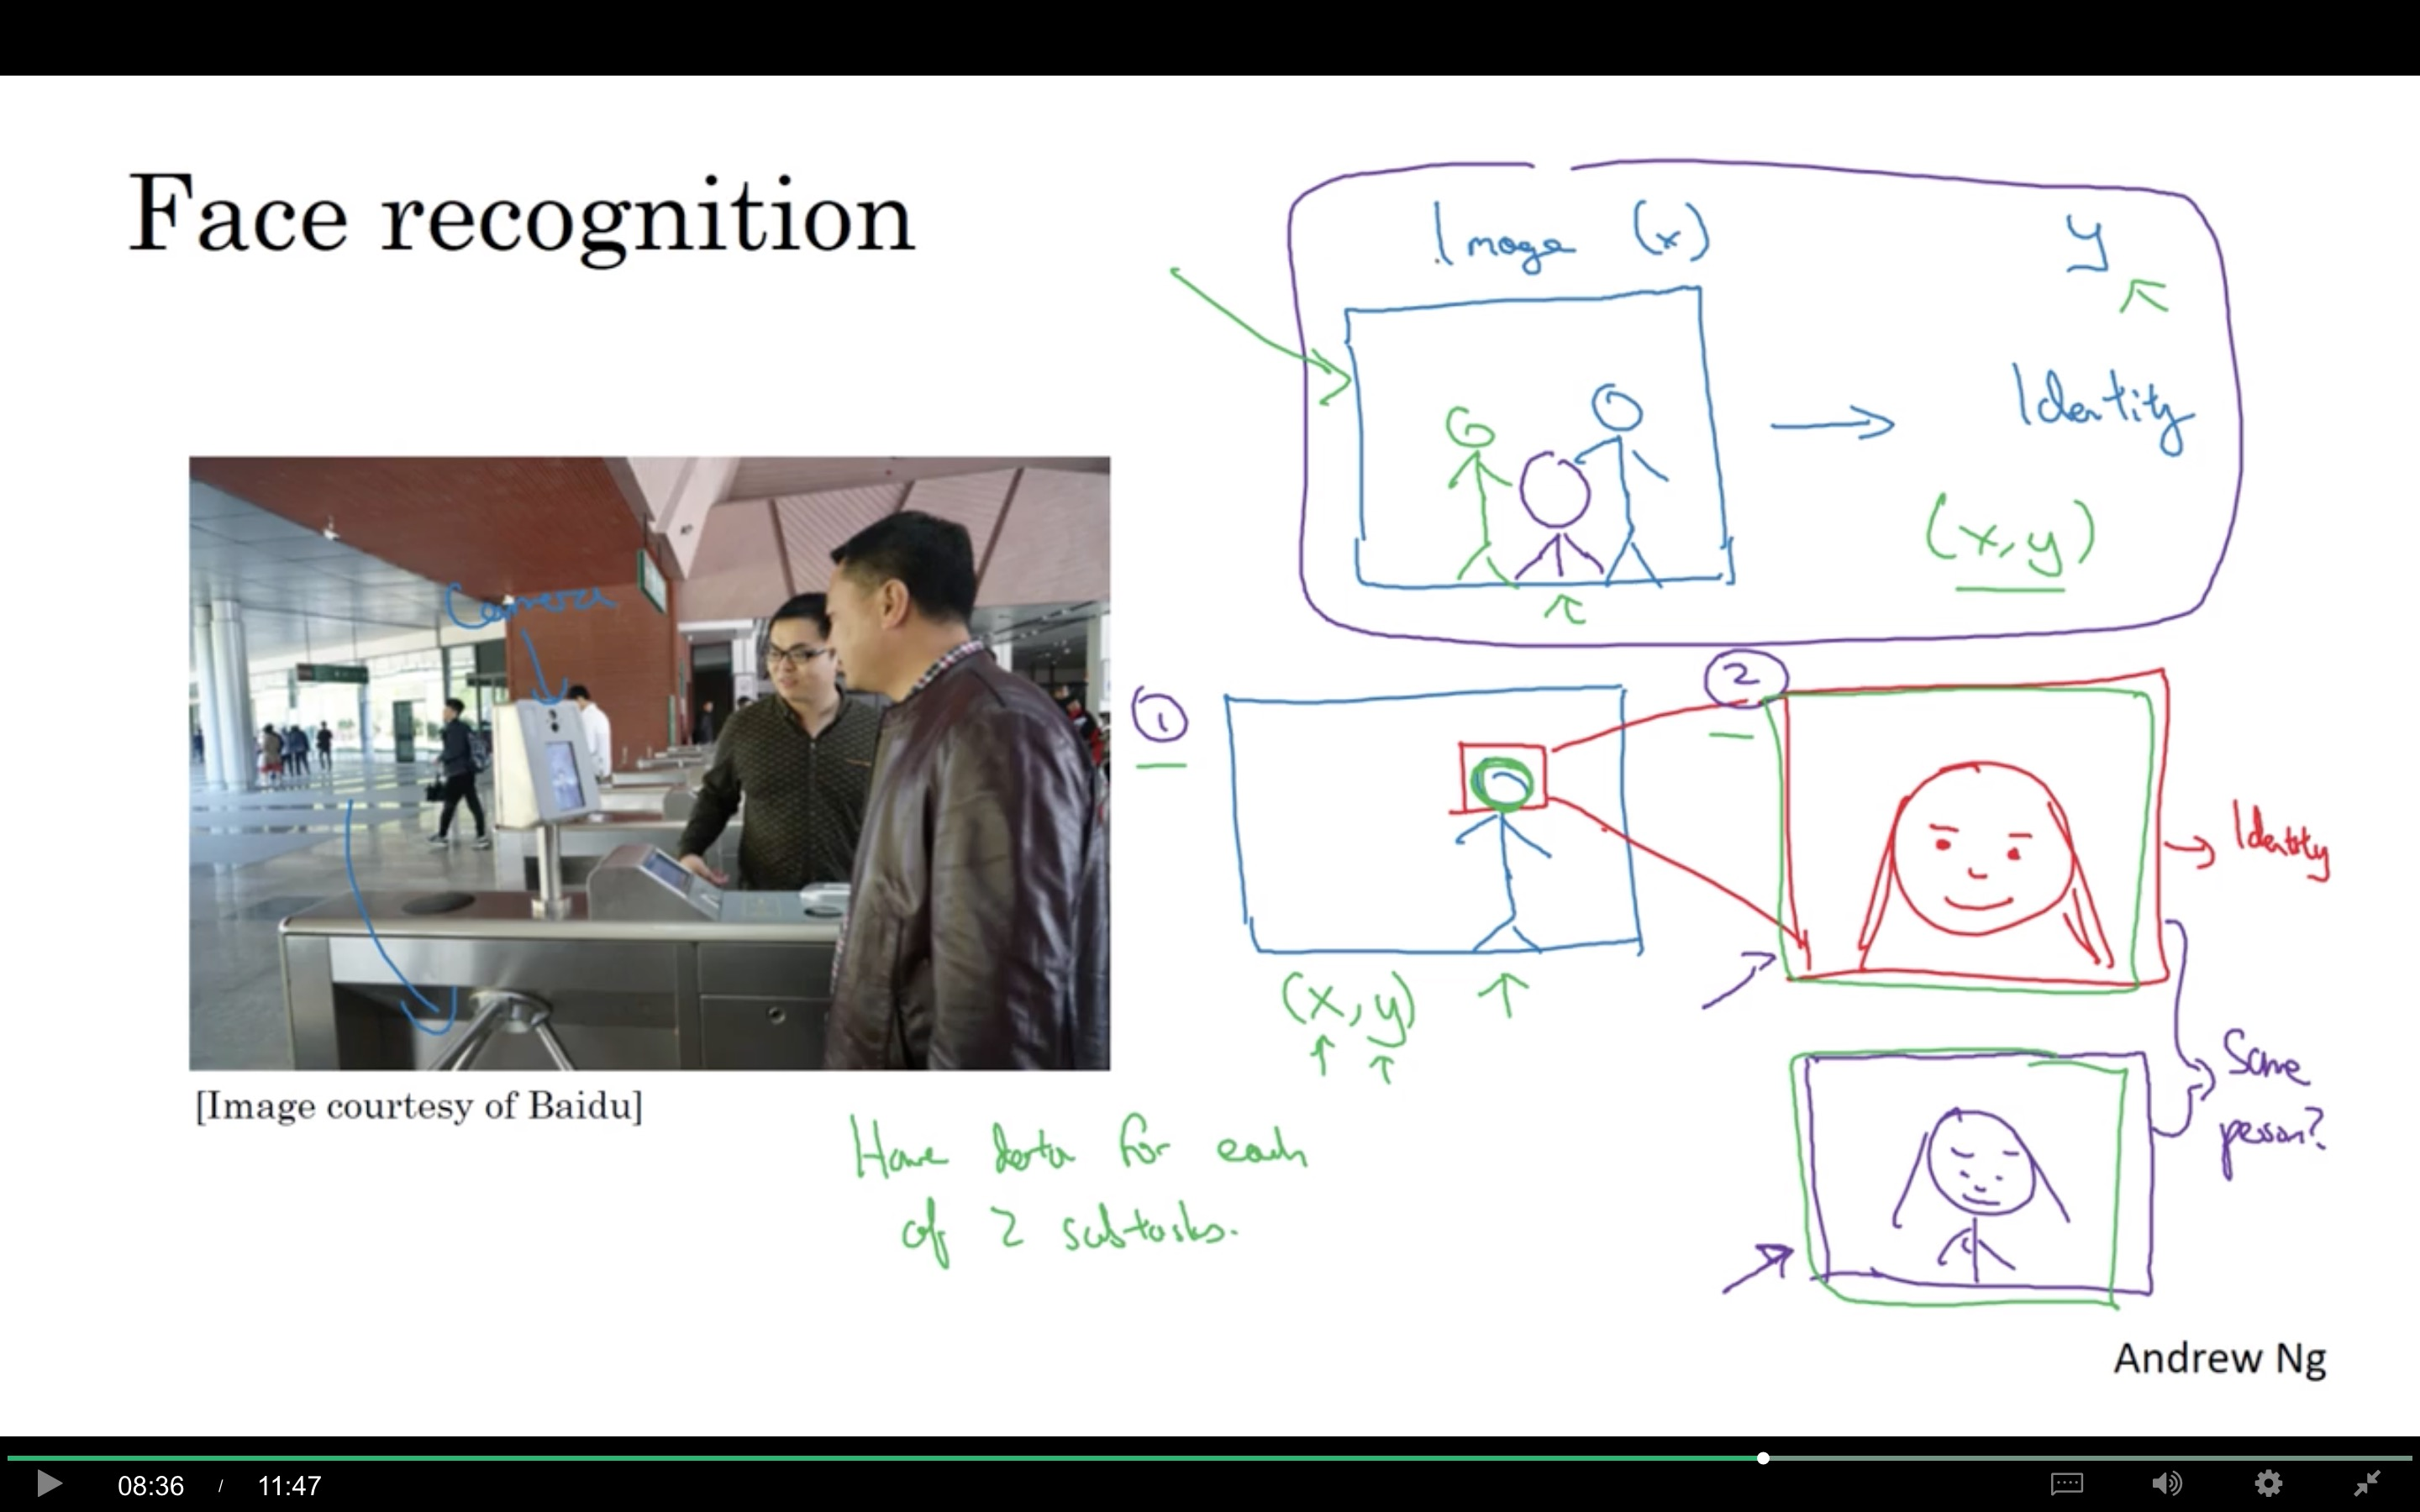 Face recognition
Image (x)
y
Identity
(x, y)
Camera
1
2
Identity
(x, y)
Same
person?
[Image courtesy of Baidu]
Have data for each
of 2 subtasks.
Andrew Ng
08:36 / 11:47